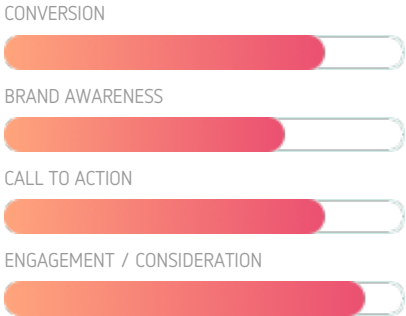 CONVERSION
BRAND AWARENESS
CALL TO ACTION
ENGAGEMENT / CONSIDERATION